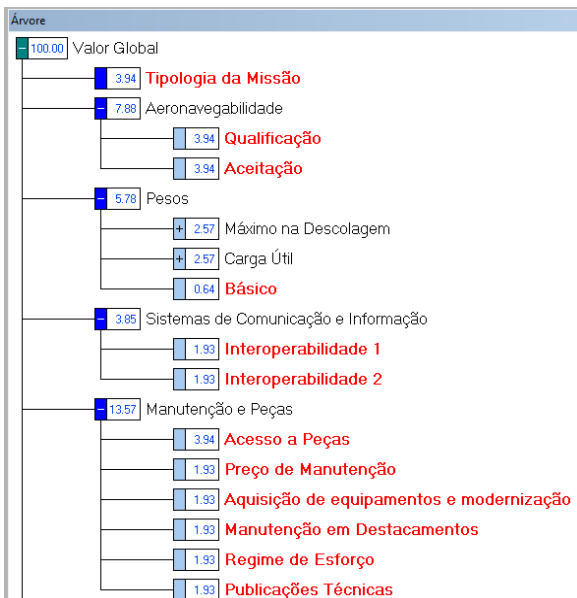 Árvore
- 100.00 Valor Global
3.94 Tipologia da Missão
- 7.88 Aeronavegabilidade
3.94 Qualificação
3.94 Aceitação
- 5.78 Pesos
+ 2.57 Máximo na Descolagem
+ 2.57 Carga Útil
0.64 Básico
- 3.85 Sistemas de Comunicação e Informação
1.93 Interoperabilidade 1
1.93 Interoperabilidade 2
- 13.57 Manutenção e Peças
3.94 Acesso a Peças
1.93 Preço de Manutenção
1.93 Aquisição de equipamentos e modernização
1.93 Manutenção em Destacamentos
1.93 Regime de Esforço
1.93 Publicações Técnicas